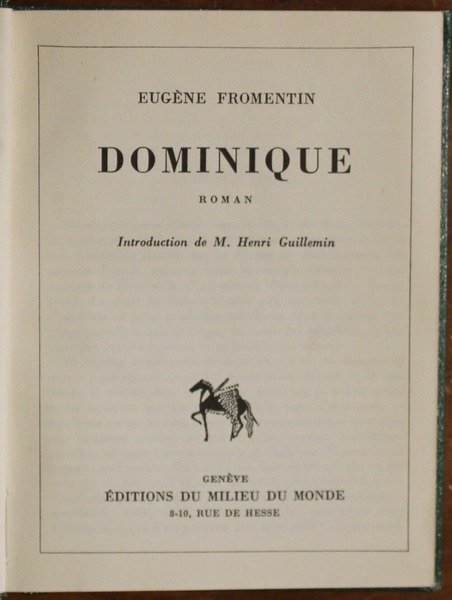 EUGÈNE FROMENTIN
DOMINIQUE
ROMAN
Introduction de M. Henri Guillemin
GENÈVE
ÉDITIONS DU MILIEU DU MONDE
8-10, RUE DE HESSE